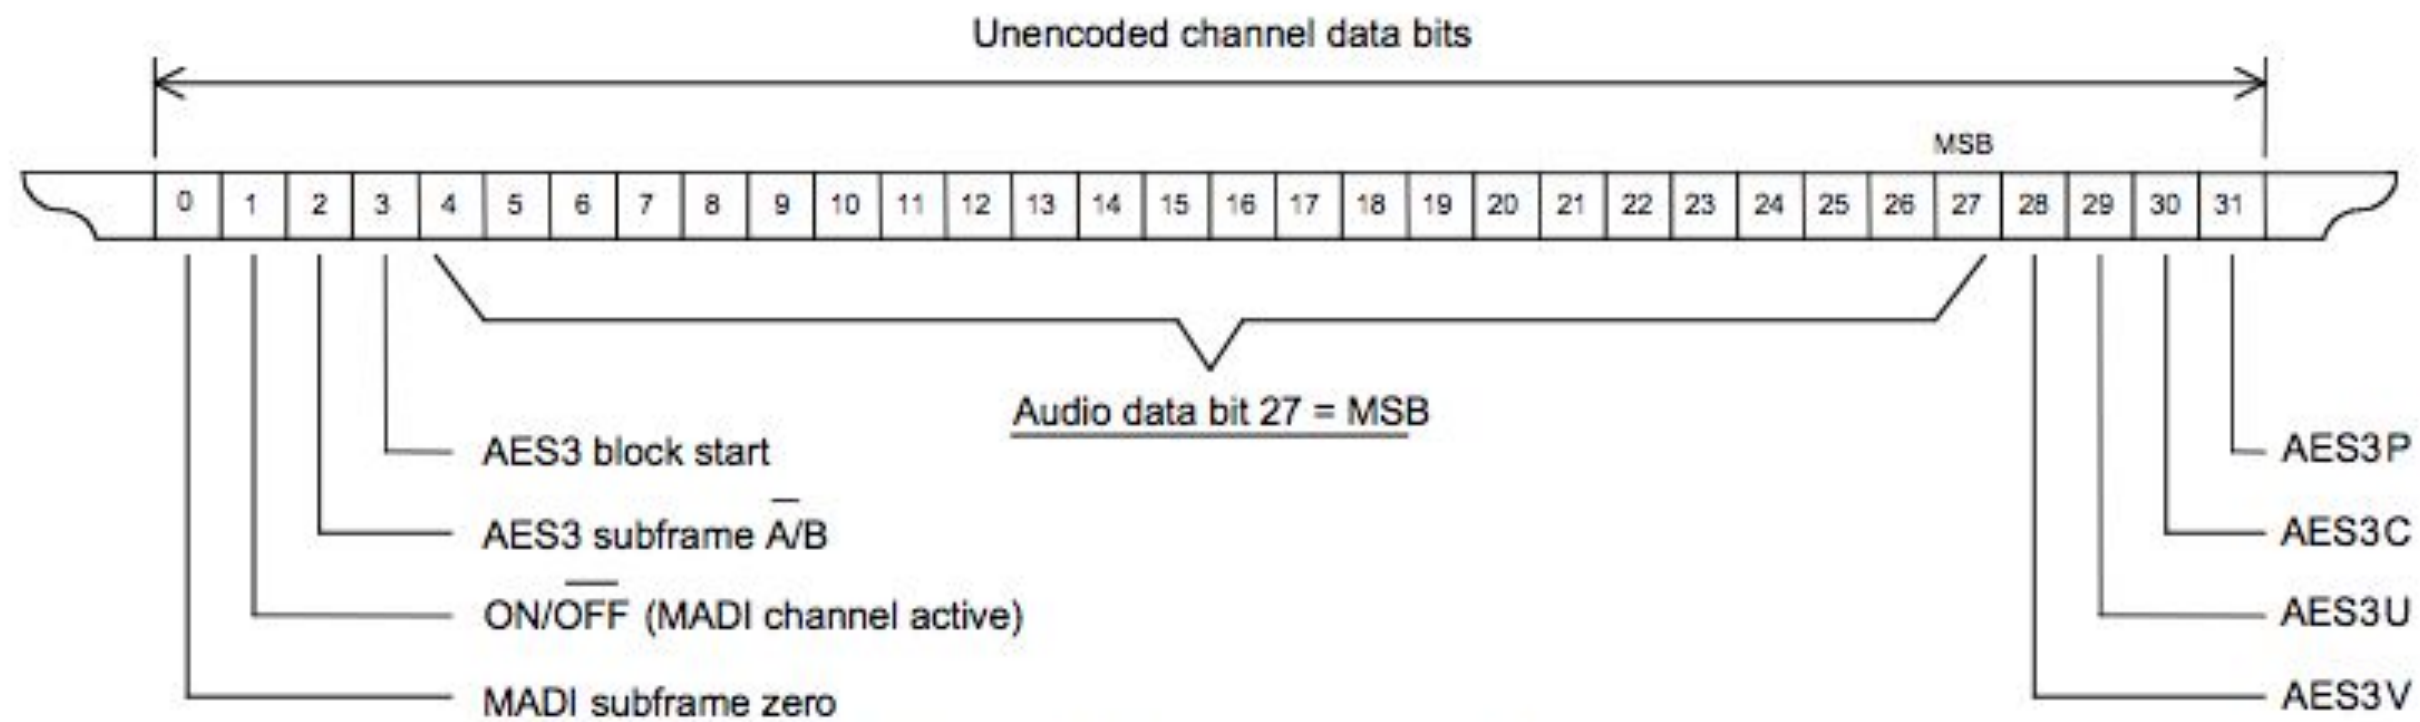 Unencoded channel data bits
MSB
0 1 2 3 4 5 6 7 8 9 10 11 12 13 14 15 16 17 18 19 20 21 22 23 24 25 26 27 28 29 30 31
Audio data bit 27 = MSB
AES3 block start
AES3P
AES3 subframe A̅/B
AES3C
ON/O̅F̅F̅ (MADI channel active)
AES3U
MADI subframe zero
AES3V